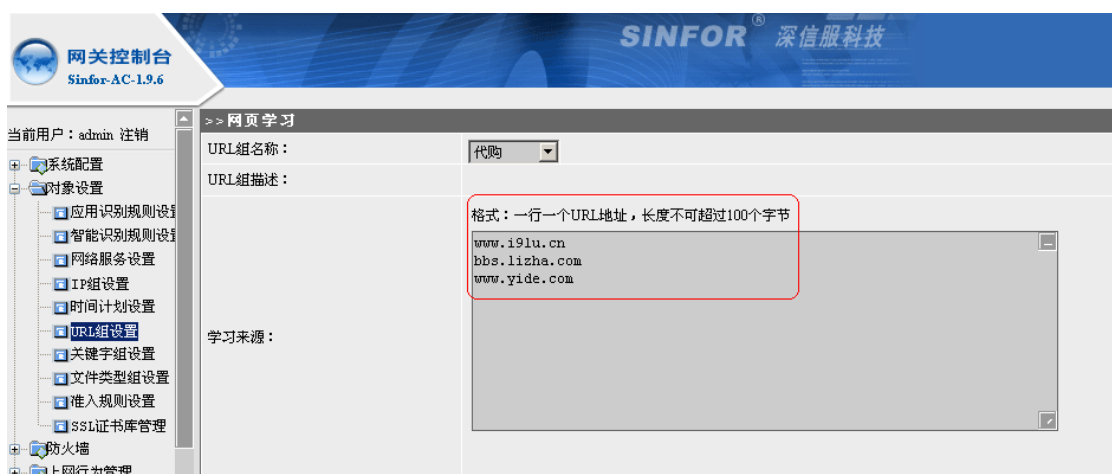 SINFOR® 深信服科技
网关控制台
Sinfor-AC-1.9.6
当前用户：admin 注销
系统配置
对象设置
应用识别规则设
智能识别规则设
网络服务设置
IP组设置
时间计划设置
URL组设置
关键字组设置
文件类型组设置
准入规则设置
SSL证书库管理
防火墙
上网行为管理
>>网页学习
URL组名称：
代购
URL组描述：
学习来源：
格式：一行一个URL地址，长度不可超过100个字节
www.i9lu.cn
bbs.lizha.com
www.yide.com